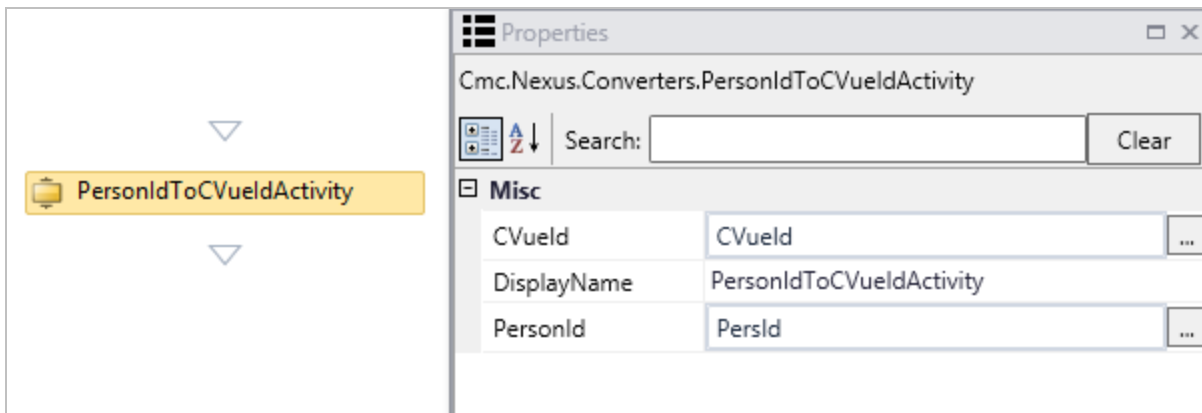 Properties
Cmc.Nexus.Converters.PersonIdToCVueIdActivity
A
Z
Search:
Clear
PersonIdToCVueIdActivity
Misc
CVueId CVueId ...
DisplayName PersonIdToCVueIdActivity
PersonId PersId ...